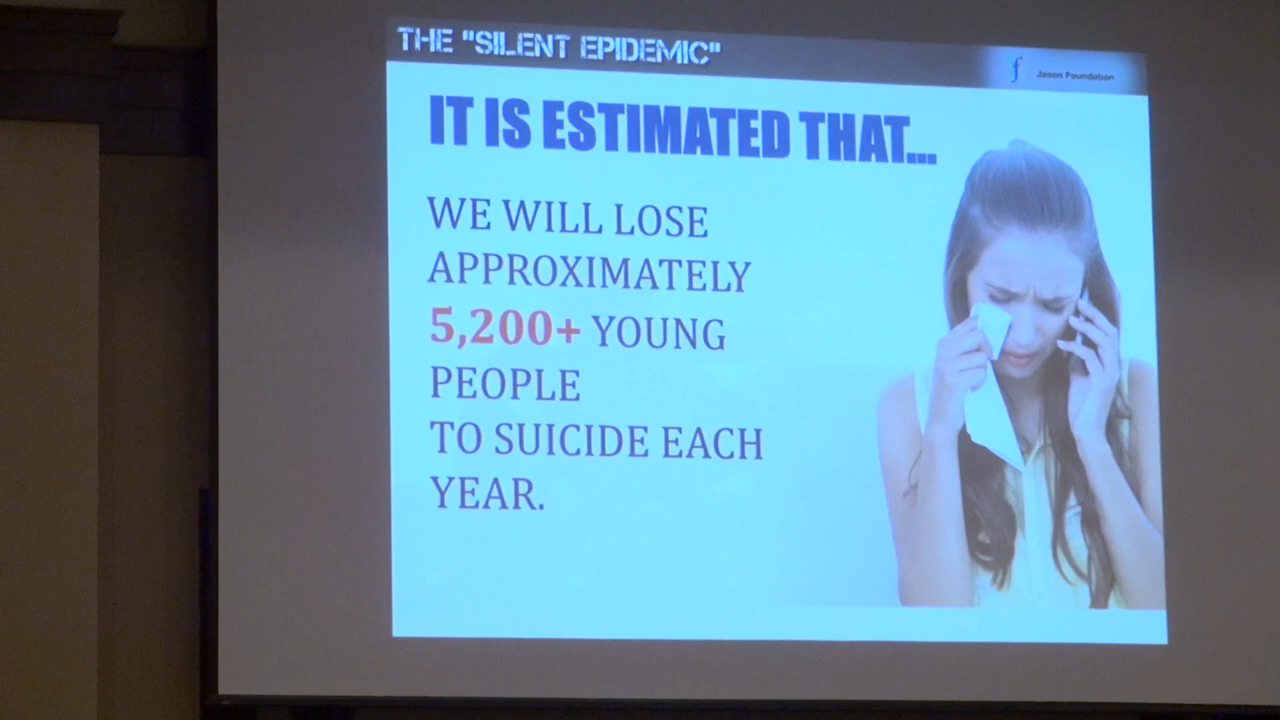 THE "SILENT EPIDEMIC"
Jason Foundation
IT IS ESTIMATED THAT...
WE WILL LOSE
APPROXIMATELY
5,200+ YOUNG
PEOPLE
TO SUICIDE EACH
YEAR.